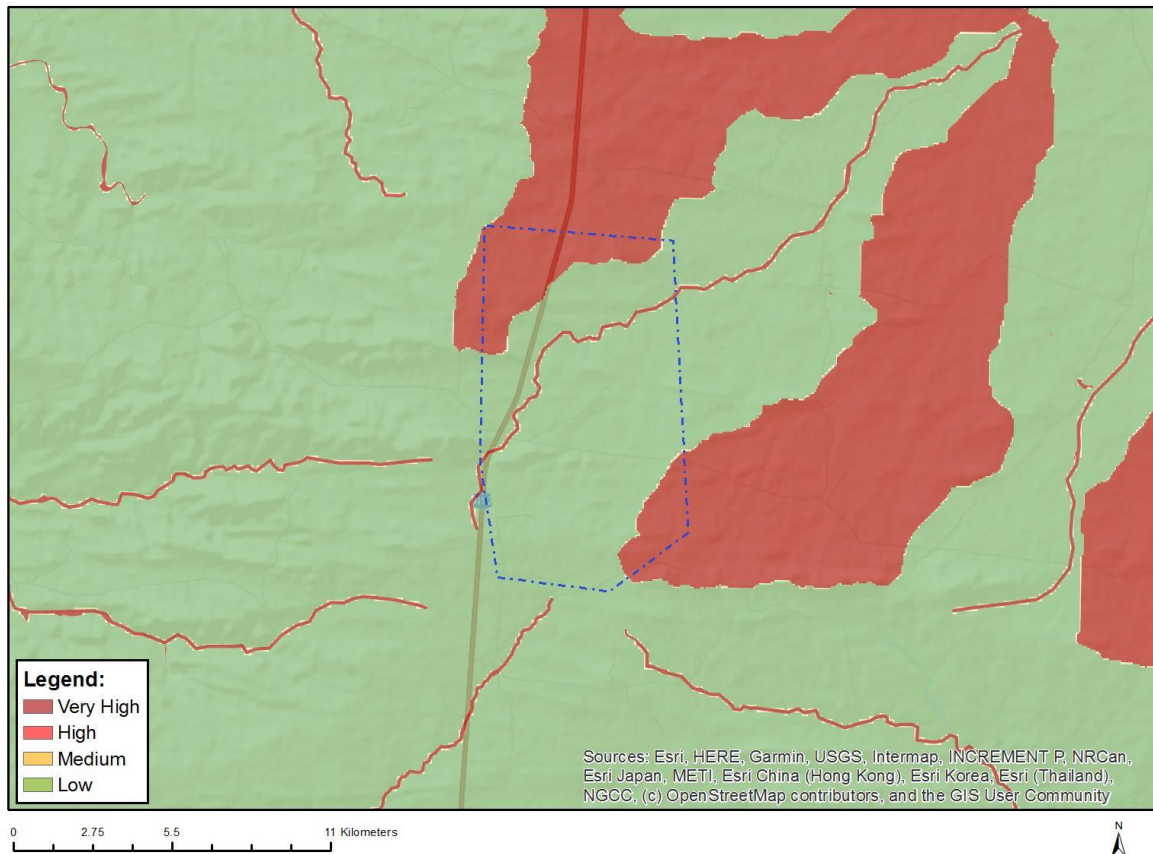 Legend:
Very High
High
Medium
Low
Sources: Esri, HERE, Garmin, USGS, Intermap, INCREMENT P, NRCan,
Esri Japan, METI, Esri China (Hong Kong), Esri Korea, Esri (Thailand),
NGCC, (c) OpenStreetMap contributors, and the GIS User Community
0 2.75 5.5 11 Kilometers
N